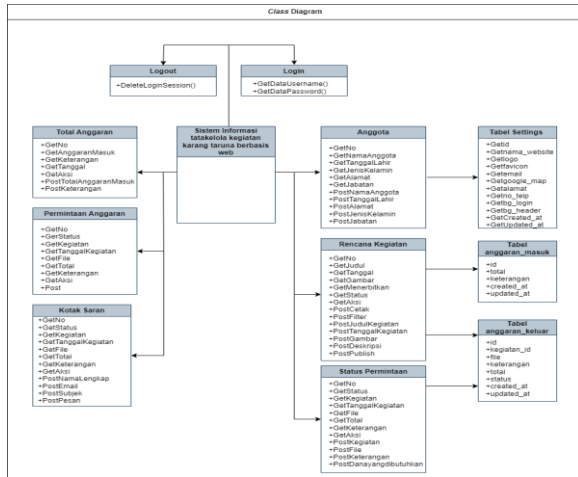 Class Diagram
Logout
+DeleteLoginSession()
Login
+GetDataUsername()
+GetDataPassword()
Total Anggaran
+GetNo
+GetAnggaranMasuk
+GetKeterangan
+GetTanggal
+GetAksi
+PostTotalAnggaranMasuk
+PostKeterangan
Sistem Informasi
tatakelola kegiatan
karang taruna berbasis
web
Anggota
+GetNo
+GetNamaAnggota
+GetTanggalLahir
+GetJenisKelamin
+GetAlamat
+GetJabatan
+PostNamaAnggota
+PostTanggalLahir
+PostAlamat
+PostJenisKelamin
+PostJabatan
Tabel Settings
+Getid
+Getnama_website
+Getlogo
+Getfavicon
+Getemail
+Getgoogle_map
+Getalamat
+Getno_telp
+Getbg_login
+Getbg_header
+GetCreated_at
+GetUpdated_at
Permintaan Anggaran
+GetNo
+GerStatus
+GetKegiatan
+GetTanggalKegiatan
+GetFile
+GetTotal
+GetKeterangan
+GetAksi
+Post
Rencana Kegiatan
+GetNo
+GetJudul
+GetTanggal
+GetGambar
+GetMenerbitkan
+GetStatus
+GetAksi
+PostCetak
+PostFilter
+PostJudulKegiatan
+PostTanggalKegiatan
+PostGambar
+PostDeskripsi
+PostPublish
Tabel
anggaran_masuk
+id
+total
+keterangan
+created_at
+updated_at
Kotak Saran
+GetNo
+GetStatus
+GetKegiatan
+GetTanggalKegiatan
+GetFile
+GetTotal
+GetKeterangan
+GetAksi
+PostNamaLengkap
+PostEmail
+PostSubjek
+PostPesan
Tabel
anggaran_keluar
+id
+kegiatan_id
+file
+keterangan
+total
+status
+created_at
+updated_at
Status Permintaan
+GetNo
+GetStatus
+GetKegiatan
+GetTanggalKegiatan
+GetFile
+GetTotal
+GetKeterangan
+GetAksi
+PostKegiatan
+PostFile
+PostKeterangan
+PostDanayangdibutuhkan